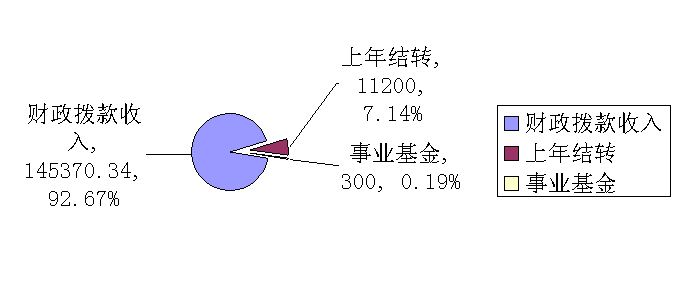 上年结转,
11200,
7.14%
财政拨款收
入,
145370.34,
92.67%
事业基金,
300, 0.19%
财政拨款收入
上年结转
事业基金